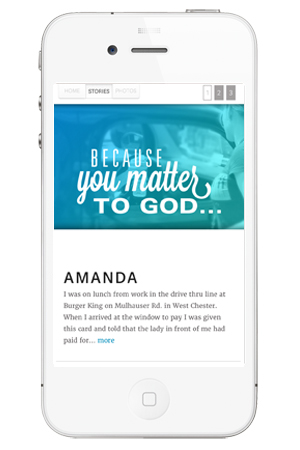 HOME STORIES PHOTOS 1 2 3
BECAUSE
you matter
TO GOD...
AMANDA
I was on lunch from work in the drive thru line at
Burger King on Mulhauser Rd. in West Chester.
When I arrived at the window to pay I was given
this card and told that the lady in front of me had
paid for... more